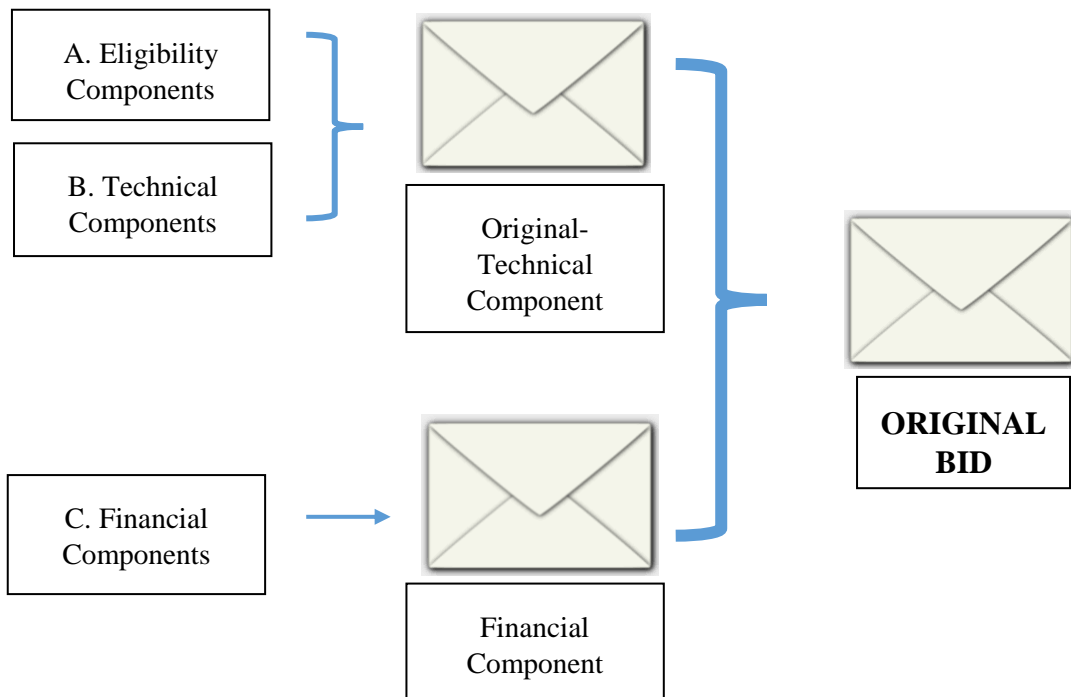 A. Eligibility
Components
B. Technical
Components
Original-
Technical
Component
ORIGINAL
BID
C. Financial
Components
Financial
Component